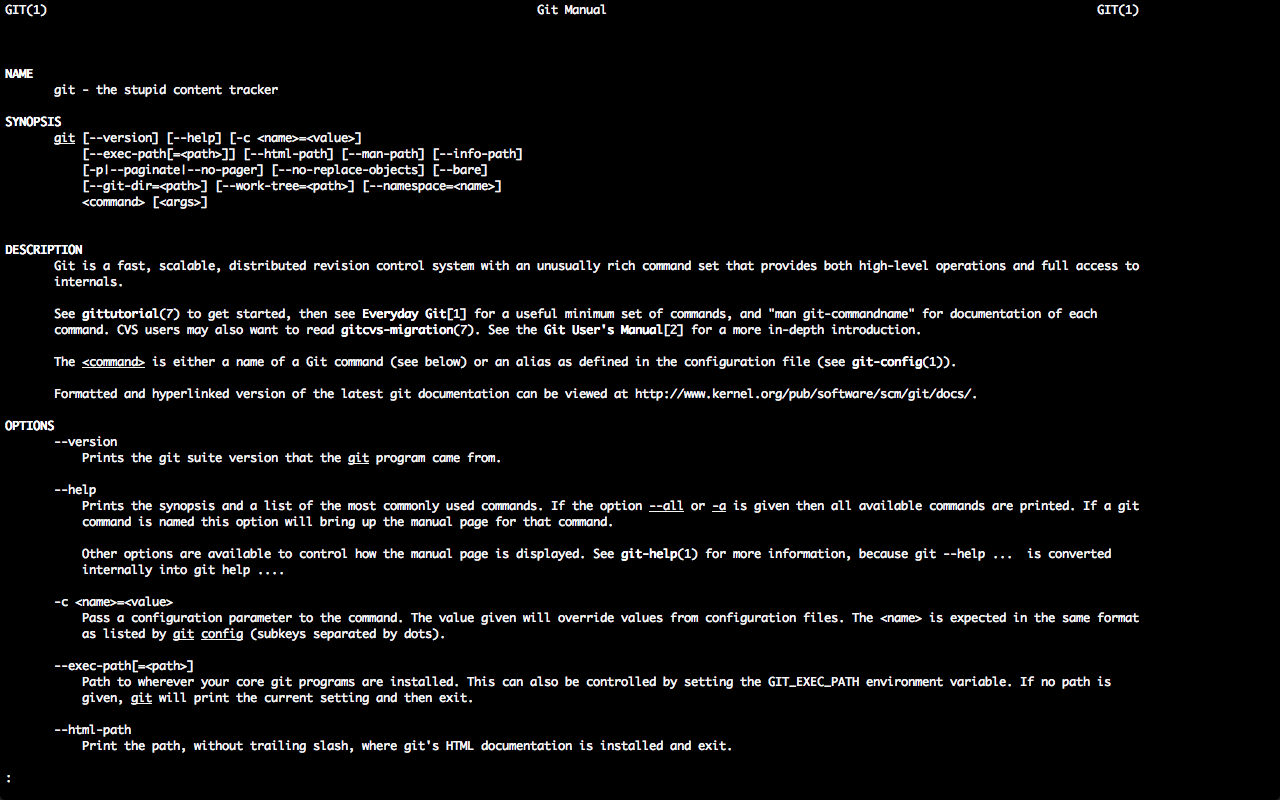 GIT(1) Git Manual GIT(1)
NAME
git - the stupid content tracker
SYNOPSIS
git [--version] [--help] [-c <name>=<value>]
[--exec-path[=<path>]] [--html-path] [--man-path] [--info-path]
[-p|--paginate|--no-pager] [--no-replace-objects] [--bare]
[--git-dir=<path>] [--work-tree=<path>] [--namespace=<name>]
<command> [<args>]
DESCRIPTION
Git is a fast, scalable, distributed revision control system with an unusually rich command set that provides both high-level operations and full access to
internals.
See gittutorial(7) to get started, then see Everyday Git[1] for a useful minimum set of commands, and "man git-commandname" for documentation of each
command. CVS users may also want to read gitcvs-migration(7). See the Git User's Manual[2] for a more in-depth introduction.
The <command> is either a name of a Git command (see below) or an alias as defined in the configuration file (see git-config(1)).
Formatted and hyperlinked version of the latest git documentation can be viewed at http://www.kernel.org/pub/software/scm/git/docs/.
OPTIONS
--version
Prints the git suite version that the git program came from.
--help
Prints the synopsis and a list of the most commonly used commands. If the option --all or -a is given then all available commands are printed. If a git
command is named this option will bring up the manual page for that command.
Other options are available to control how the manual page is displayed. See git-help(1) for more information, because git --help ...  is converted
internally into git help ....
-c <name>=<value>
Pass a configuration parameter to the command. The value given will override values from configuration files. The <name> is expected in the same format
as listed by git config (subkeys separated by dots).
--exec-path[=<path>]
Path to wherever your core git programs are installed. This can also be controlled by setting the GIT_EXEC_PATH environment variable. If no path is
given, git will print the current setting and then exit.
--html-path
Print the path, without trailing slash, where git's HTML documentation is installed and exit.
: